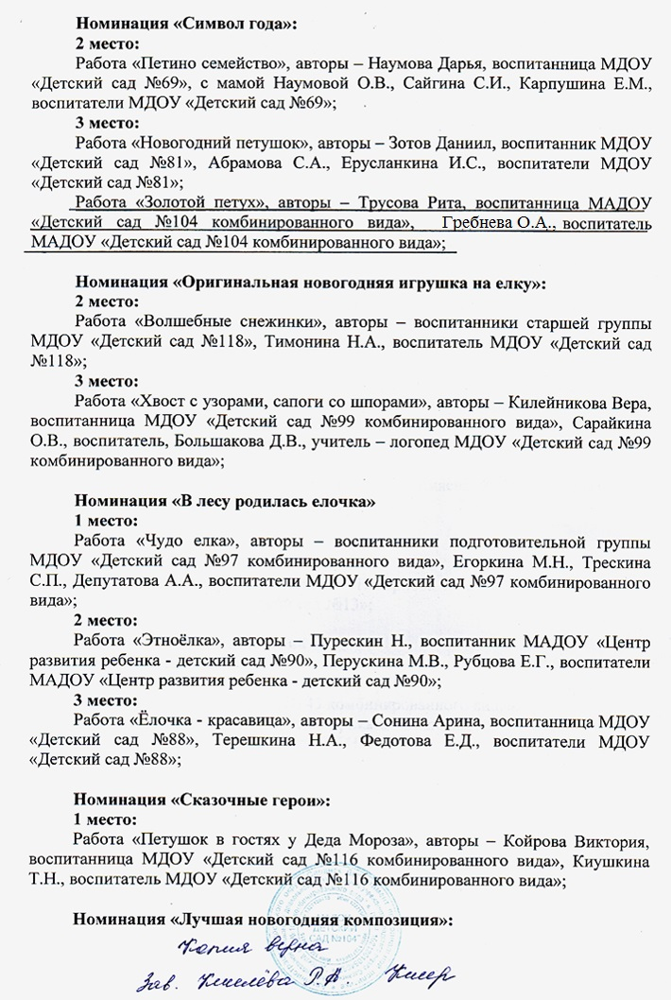 Номинация «Символ года»:
2 место:
Работа «Петино семейство», авторы – Наумова Дарья, воспитанница МДОУ
«Детский сад №69», с мамой Наумовой О.В., Сайгина С.И., Карпушина Е.М.,
воспитатели МДОУ «Детский сад №69»;
3 место:
Работа «Новогодний петушок», авторы – Зотов Даниил, воспитанник МДОУ
«Детский сад №81», Абрамова С.А., Ерусланкина И.С., воспитатели МДОУ
«Детский сад №81»;
Работа «Золотой петух», авторы – Трусова Рита, воспитанница МАДОУ
«Детский сад №104 комбинированного вида», Гребнева О.А., воспитатель
МАДОУ «Детский сад №104 комбинированного вида»;
Номинация «Оригинальная новогодняя игрушка на елку»:
2 место:
Работа «Волшебные снежинки», авторы – воспитанники старшей группы
МДОУ «Детский сад №118», Тимонина Н.А., воспитатель МДОУ «Детский сад
№118»;
3 место:
Работа «Хвост с узорами, сапоги со шпорами», авторы – Килейникова Вера,
воспитанница МДОУ «Детский сад №99 комбинированного вида», Сарайкина
О.В., воспитатель, Большакова Д.В., учитель – логопед МДОУ «Детский сад №99
комбинированного вида»;
Номинация «В лесу родилась елочка»
1 место:
Работа «Чудо елка», авторы – воспитанники подготовительной группы
МДОУ «Детский сад №97 комбинированного вида», Егоркина М.Н., Трескина
С.П., Депутатова А.А., воспитатели МДОУ «Детский сад №97 комбинированного
вида»;
2 место:
Работа «Этноёлка», авторы – Пурескин Н., воспитанник МАДОУ «Центр
развития ребенка - детский сад №90», Перускина М.В., Рубцова Е.Г., воспитатели
МАДОУ «Центр развития ребенка - детский сад №90»;
3 место:
Работа «Ёлочка - красавица», авторы – Сонина Арина, воспитанница МДОУ
«Детский сад №88», Терешкина Н.А., Федотова Е.Д., воспитатели МДОУ
«Детский сад №88»;
Номинация «Сказочные герои»:
1 место:
Работа «Петушок в гостях у Деда Мороза», авторы – Койрова Виктория,
воспитанница МДОУ «Детский сад №116 комбинированного вида», Киушкина
Т.Н., воспитатель МДОУ «Детский сад №116 комбинированного вида»;
Номинация «Лучшая новогодняя композиция»:
ДЕТСКИЙ
САД №104
Копия верна
Зав. Киселёва Р.А.